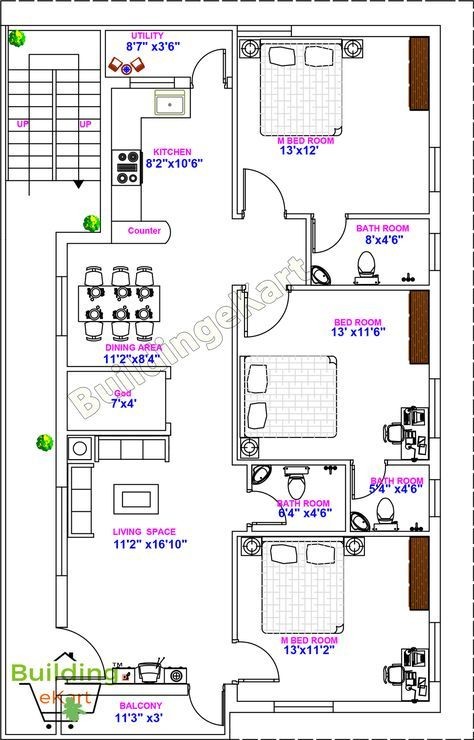 UTILITY
8'7" x3'6"
UP
UP
KITCHEN
8'2"x10'6"
M BED ROOM
13'x12'
Counter
BATH ROOM
8'x4'6"
BuildingeKart
BED ROOM
13' x11'6"
DINING AREA
11'2"x8'4"
God
7'x4'
BATH ROOM
5'4" x4'6"
BATH ROOM
6'4" x4'6"
LIVING SPACE
11'2" x16'10"
M BED ROOM
13'x11'2"
Building™
eKart
BALCONY
11'3" x3'